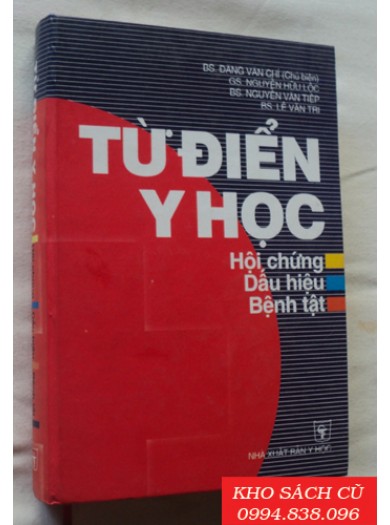 BS. ĐẶNG VĂN CHÍ (Chủ biên)
GS. NGUYỄN HỮU LỘC
BS. NGUYỄN VĂN TIỆP
BS. LÊ VĂN TRI
TỪ ĐIỂN
Y HỌC
Hội chứng
Dấu hiệu
Bệnh tật
NHÀ XUẤT BẢN Y HỌC
KHO SÁCH CŨ
0994.838.096